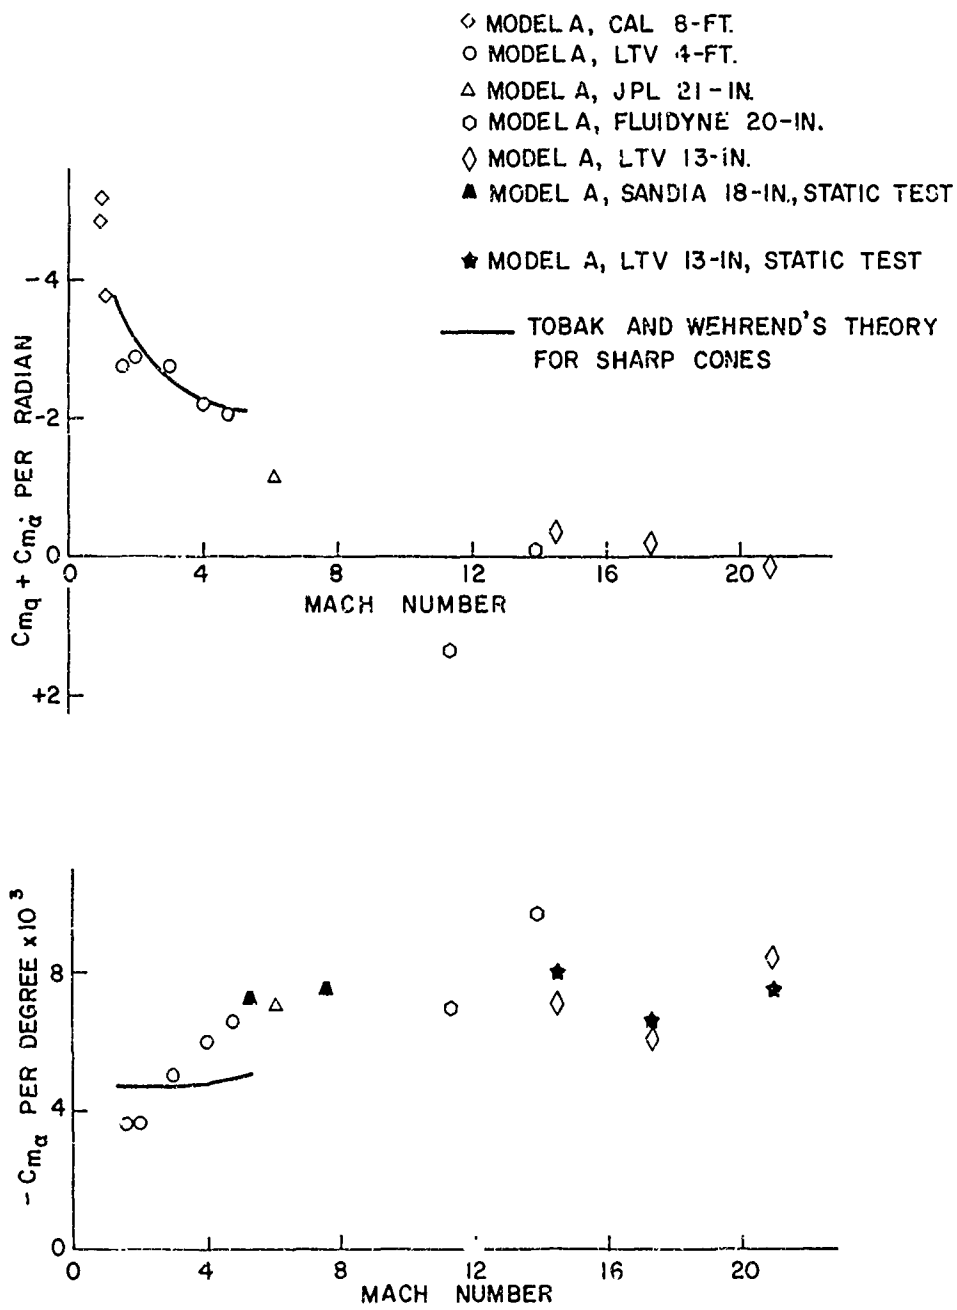 MODEL A, CAL 8-FT.
MODEL A, LTV 4-FT.
MODEL A, JPL 21-IN.
MODEL A, FLUIDYNE 20-IN.
MODEL A, LTV 13-IN.
MODEL A, SANDIA 18-IN., STATIC TEST
MODEL A, LTV 13-IN, STATIC TEST
TOBAK AND WEHREND'S THEORY
FOR SHARP CONES
Cmq + Cmα̇ PER RADIAN
-4
-2
0
+2
0 4 8 12 16 20
MACH NUMBER
-Cmα PER DEGREE x10³
8
4
0
0 4 8 12 16 20
MACH NUMBER